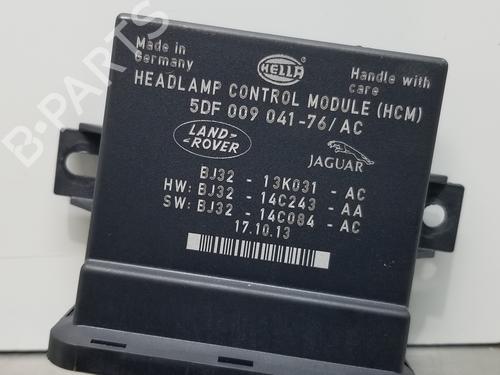 B-PARTS
Made in
Germany
HELLA
Handle with
care
HEADLAMP CONTROL MODULE (HCM)
5DF 009 041-76/AC
LAND-
ROVER
JAGUAR
BJ32 - 13K031 - AC
HW: BJ32 - 14C243 - AA
SW: BJ32 - 14C084 - AC
17.10.13